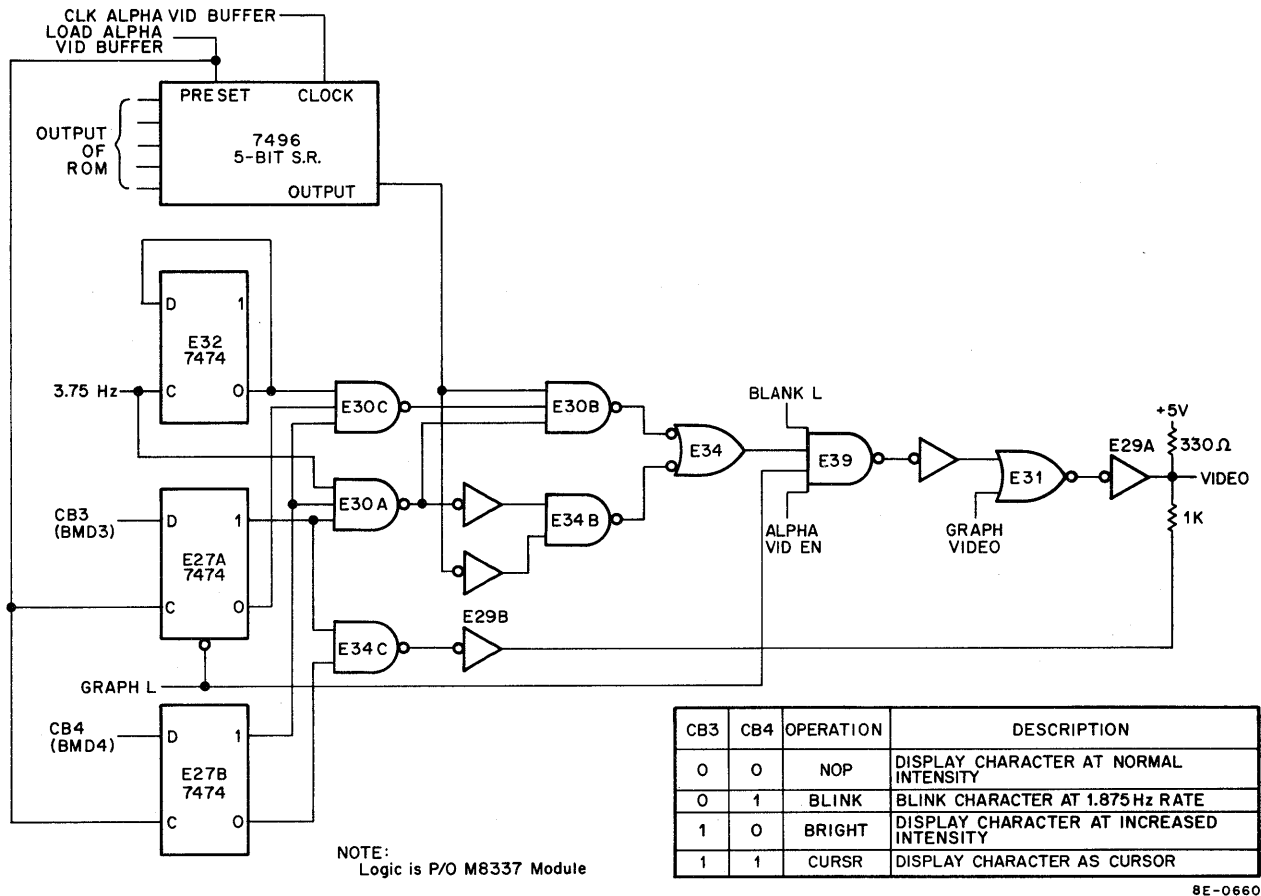 CLK ALPHA VID BUFFER
LOAD ALPHA
VID BUFFER
PRESET CLOCK
7496
5-BIT S.R.
OUTPUT
OUTPUT
OF
ROM
D 1
E32
7474
3.75 Hz
C 0
E30C
E30B
BLANK L
+5V
330Ω
E34
E39
E31
E29A
VIDEO
1K
E30A
E34B
ALPHA
VID EN
GRAPH
VIDEO
CB3
(BMD3)
D 1
E27A
7474
C 0
E34C
E29B
GRAPH L
CB4
(BMD4)
D 1
E27B
7474
C 0
NOTE:
Logic is P/O M8337 Module
CB3 CB4 OPERATION DESCRIPTION
0 0 NOP DISPLAY CHARACTER AT NORMAL
INTENSITY
0 1 BLINK BLINK CHARACTER AT 1.875Hz RATE
1 0 BRIGHT DISPLAY CHARACTER AT INCREASED
INTENSITY
1 1 CURSR DISPLAY CHARACTER AS CURSOR
8E-0660